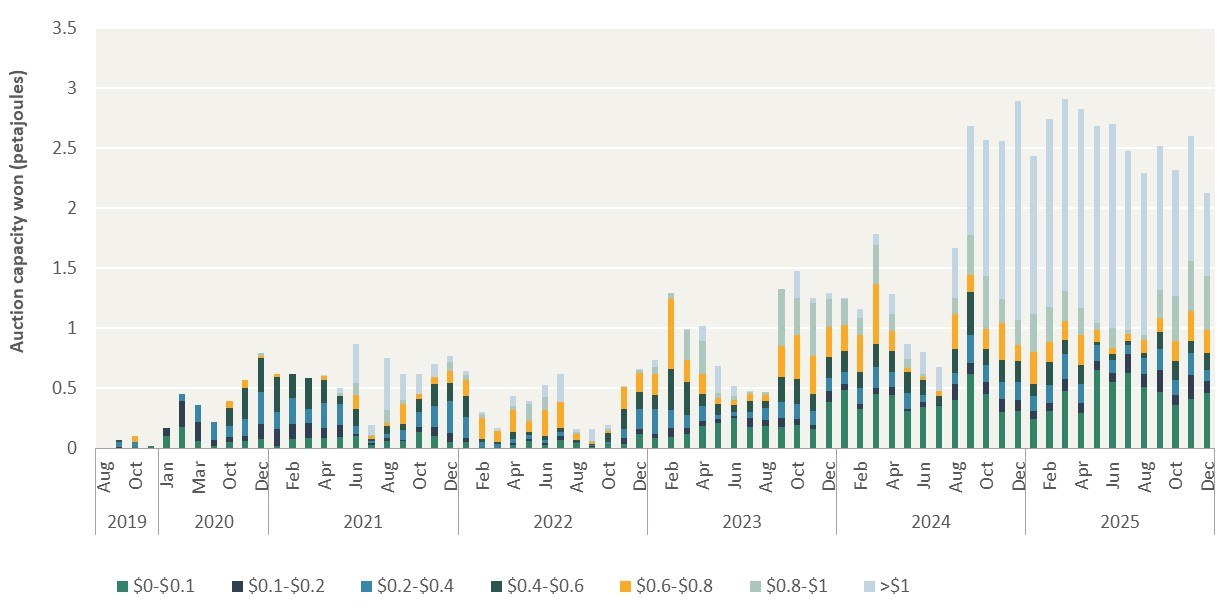 Auction capacity won (petajoules)
3.5
3
2.5
2
1.5
1
0.5
0
Aug Oct Jan Mar Aug Oct Dec Feb Apr Jun Aug Oct Dec Feb Apr Jun Aug Oct Dec Feb Apr Jun Aug Oct Dec Feb Apr Jun Aug Oct Dec Feb Apr Jun Aug Oct Dec
2019 2020 2021 2022 2023 2024 2025
$0-$0.1 $0.1-$0.2 $0.2-$0.4 $0.4-$0.6 $0.6-$0.8 $0.8-$1 >$1